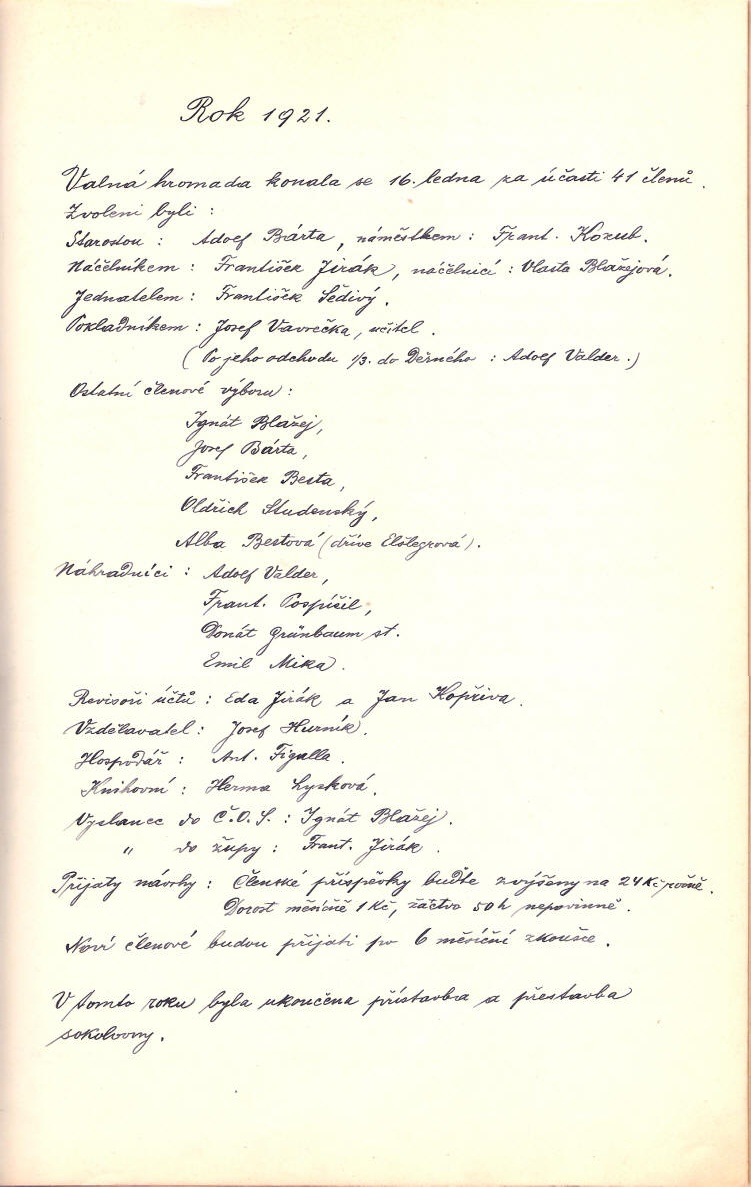 Rok 1921.
Valná hromada konala se 16. ledna za účasti 41 členů.
Zvoleni byli :
Starostou : Adolf Bárta, náměstkem : Frant. Kozub.
Náčelníkem : František Jirák, náčelnicí : Vlasta Blažejová.
Jednatelem : František Šedivý.
Pokladníkem : Josef Vavrečka, učitel.
(Po jeho odchodu 1/3. do Děrného : Adolf Valder.)
Ostatní členové výboru :
Ignát Blažej,
Josef Bárta,
František Besta,
Oldřich Studenský,
Alba Bestová (dříve Elšlegrová).
Náhradníci : Adolf Valder,
Frant. Pospíšil,
Donát Grünbaum st.
Emil Mika.
Revisoři účtů : Eda Jirák a Jan Kopřiva.
Vzdělavatel : Josef Hurník.
Hospodář : Ant. Figalla.
Knihovní : Herma Lysková.
Vyslanec do Č.O.S. : Ignát Blažej.
" do župy : Frant. Jirák.
Přijaty návrhy : Členské příspěvky buďte zvýšeny na 24 Kč ročně.
Dorost měsíčně 1 Kč, žáctvo 50 h nepovinně.
Noví členové budou přijati po 6 měsíční zkoušce.
V tomto roku byla ukončena přístavba a přestavba
sokolovny.